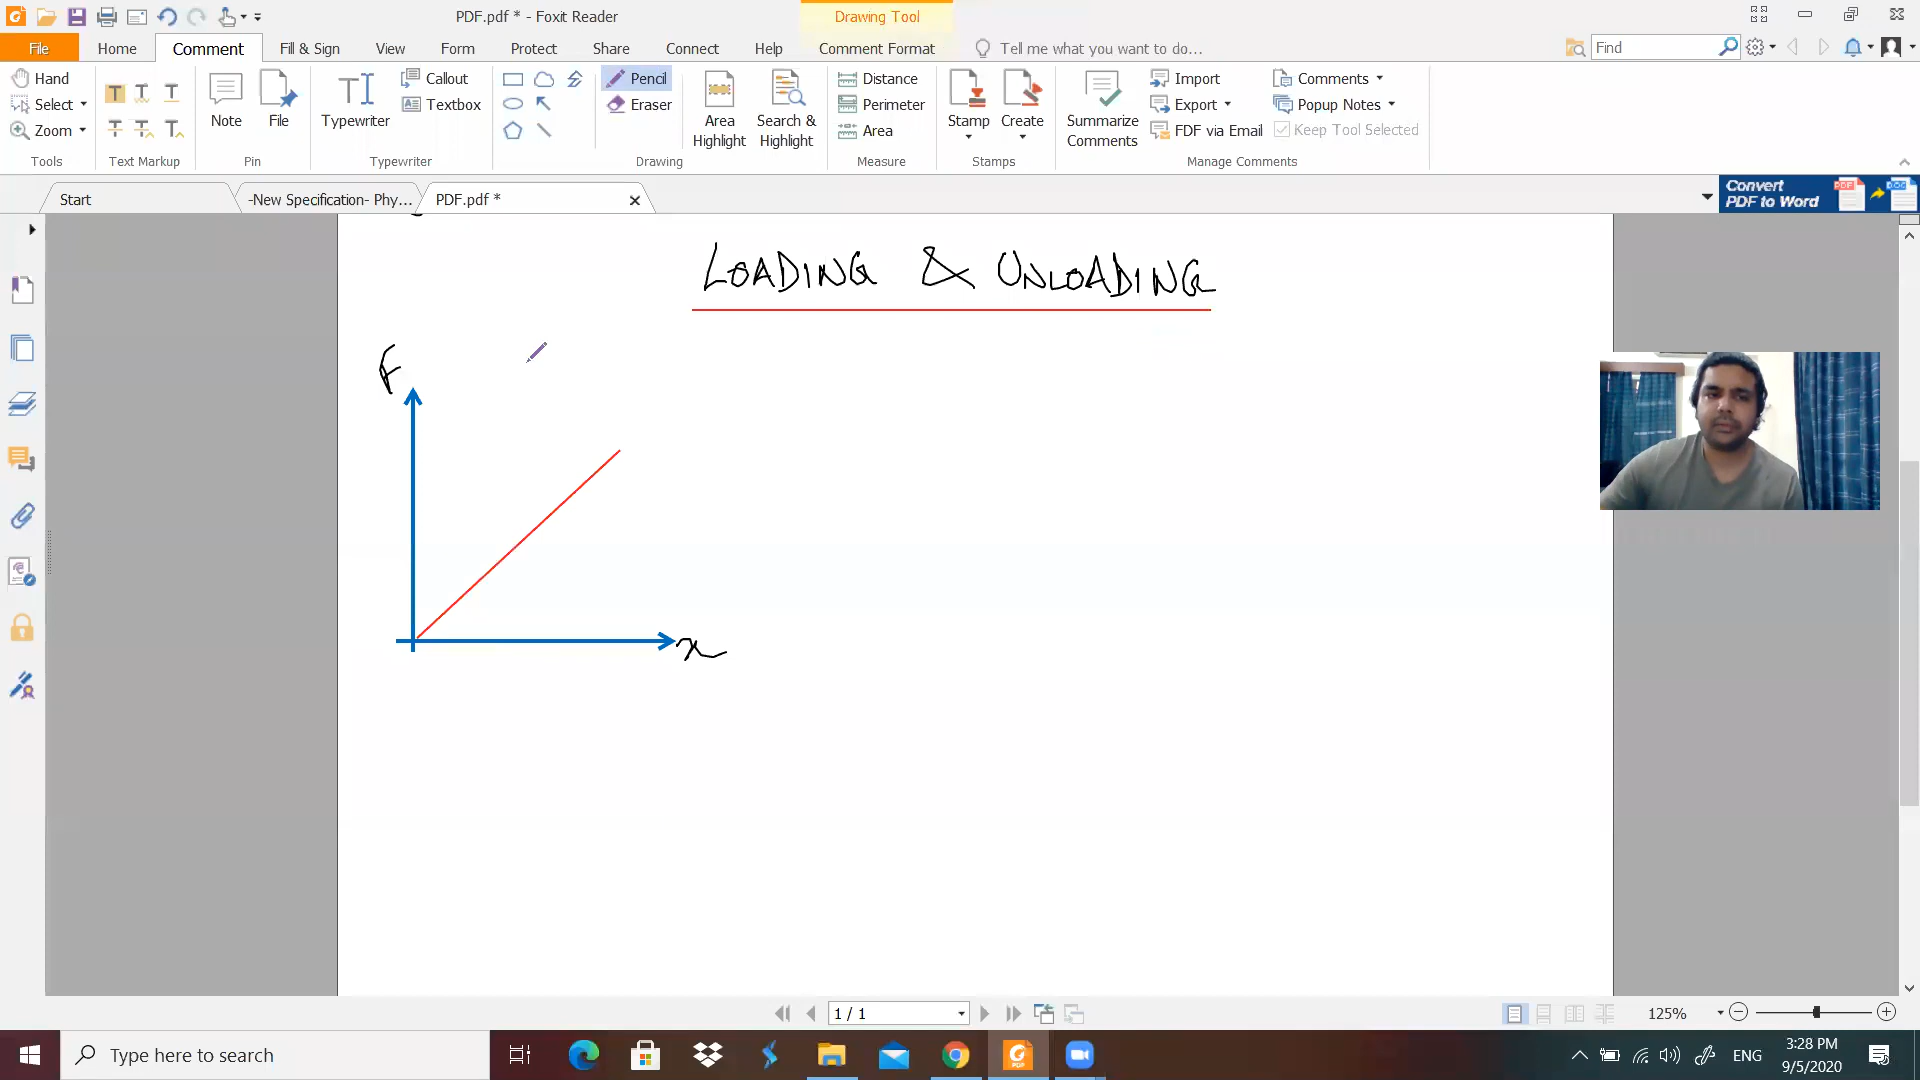 PDF.pdf * - Foxit Reader
Drawing Tool
File Home Comment Fill & Sign View Form Protect Share Connect Help Comment Format Tell me what you want to do... Find
Hand
Select
Zoom
Tools
Text Markup
Note
File
Pin
Typewriter
Callout
Textbox
Typewriter
Pencil
Eraser
Drawing
Area Highlight
Search & Highlight
Distance
Perimeter
Area
Measure
Stamp
Create
Stamps
Summarize Comments
Import
Export
FDF via Email
Comments
Popup Notes
Keep Tool Selected
Manage Comments
Start
-New Specification- Phy...
PDF.pdf *
Convert
PDF to Word
LOADING & UNLOADING
F
x
1 / 1
125%
Type here to search
ENG
3:28 PM
9/5/2020